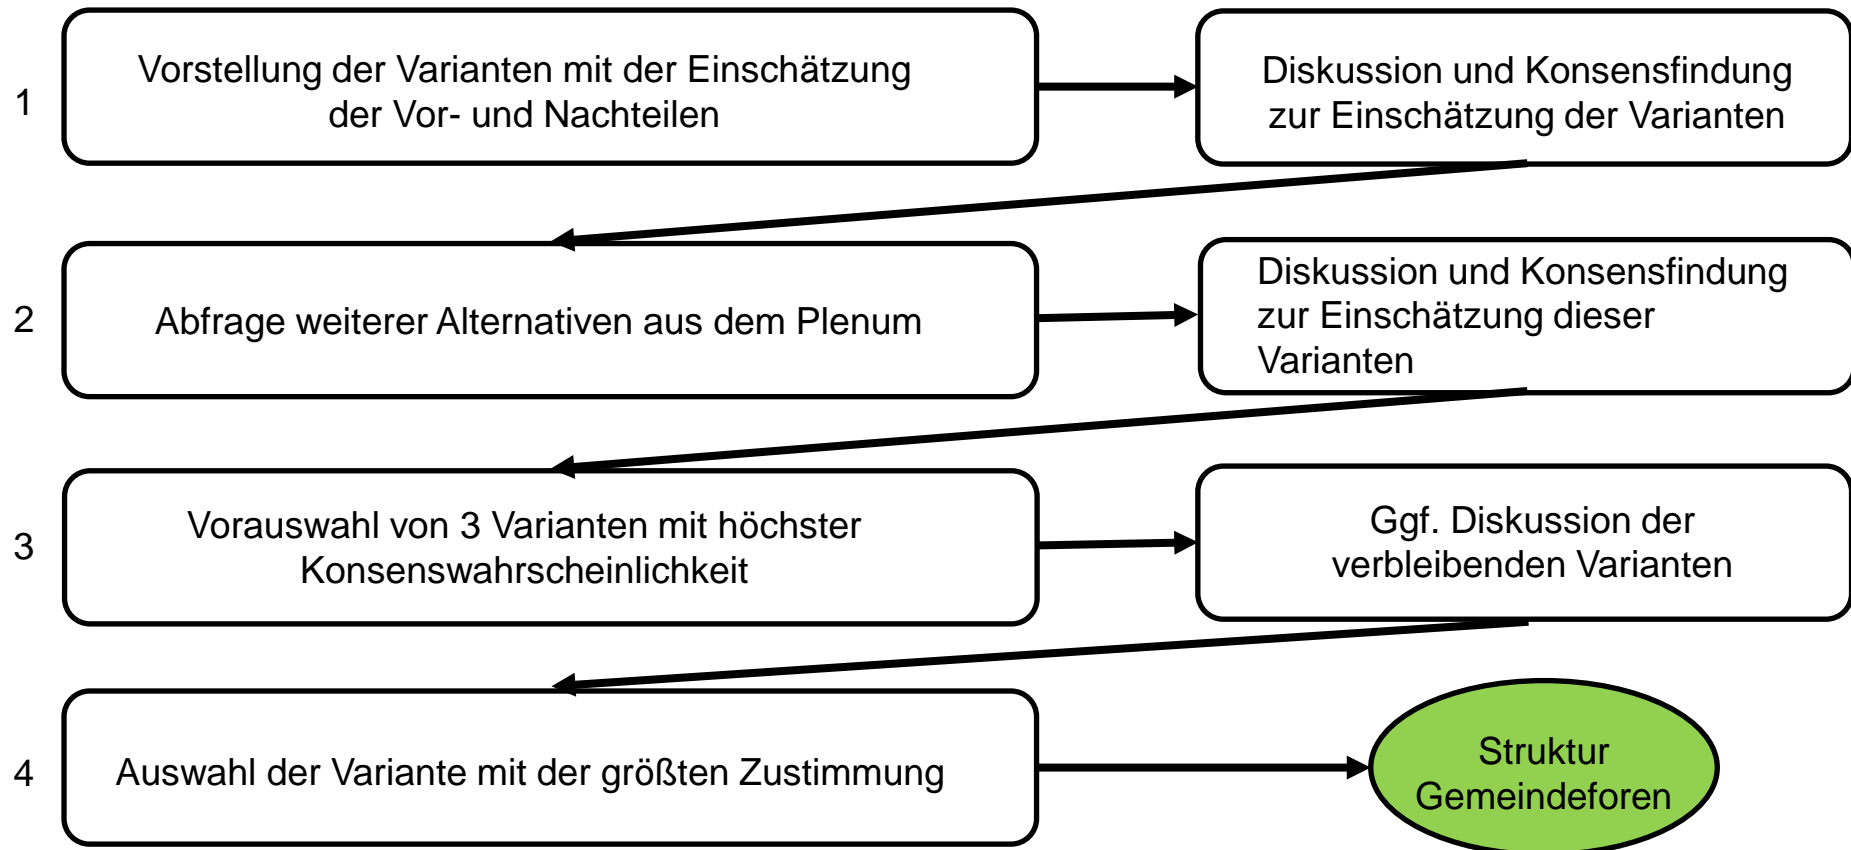 1
Vorstellung der Varianten mit der Einschätzung
der Vor- und Nachteilen
Diskussion und Konsensfindung
zur Einschätzung der Varianten
2
Abfrage weiterer Alternativen aus dem Plenum
Diskussion und Konsensfindung
zur Einschätzung dieser
Varianten
3
Vorauswahl von 3 Varianten mit höchster
Konsenswahrscheinlichkeit
Ggf. Diskussion der
verbleibenden Varianten
4
Auswahl der Variante mit der größten Zustimmung
Struktur
Gemeindeforen